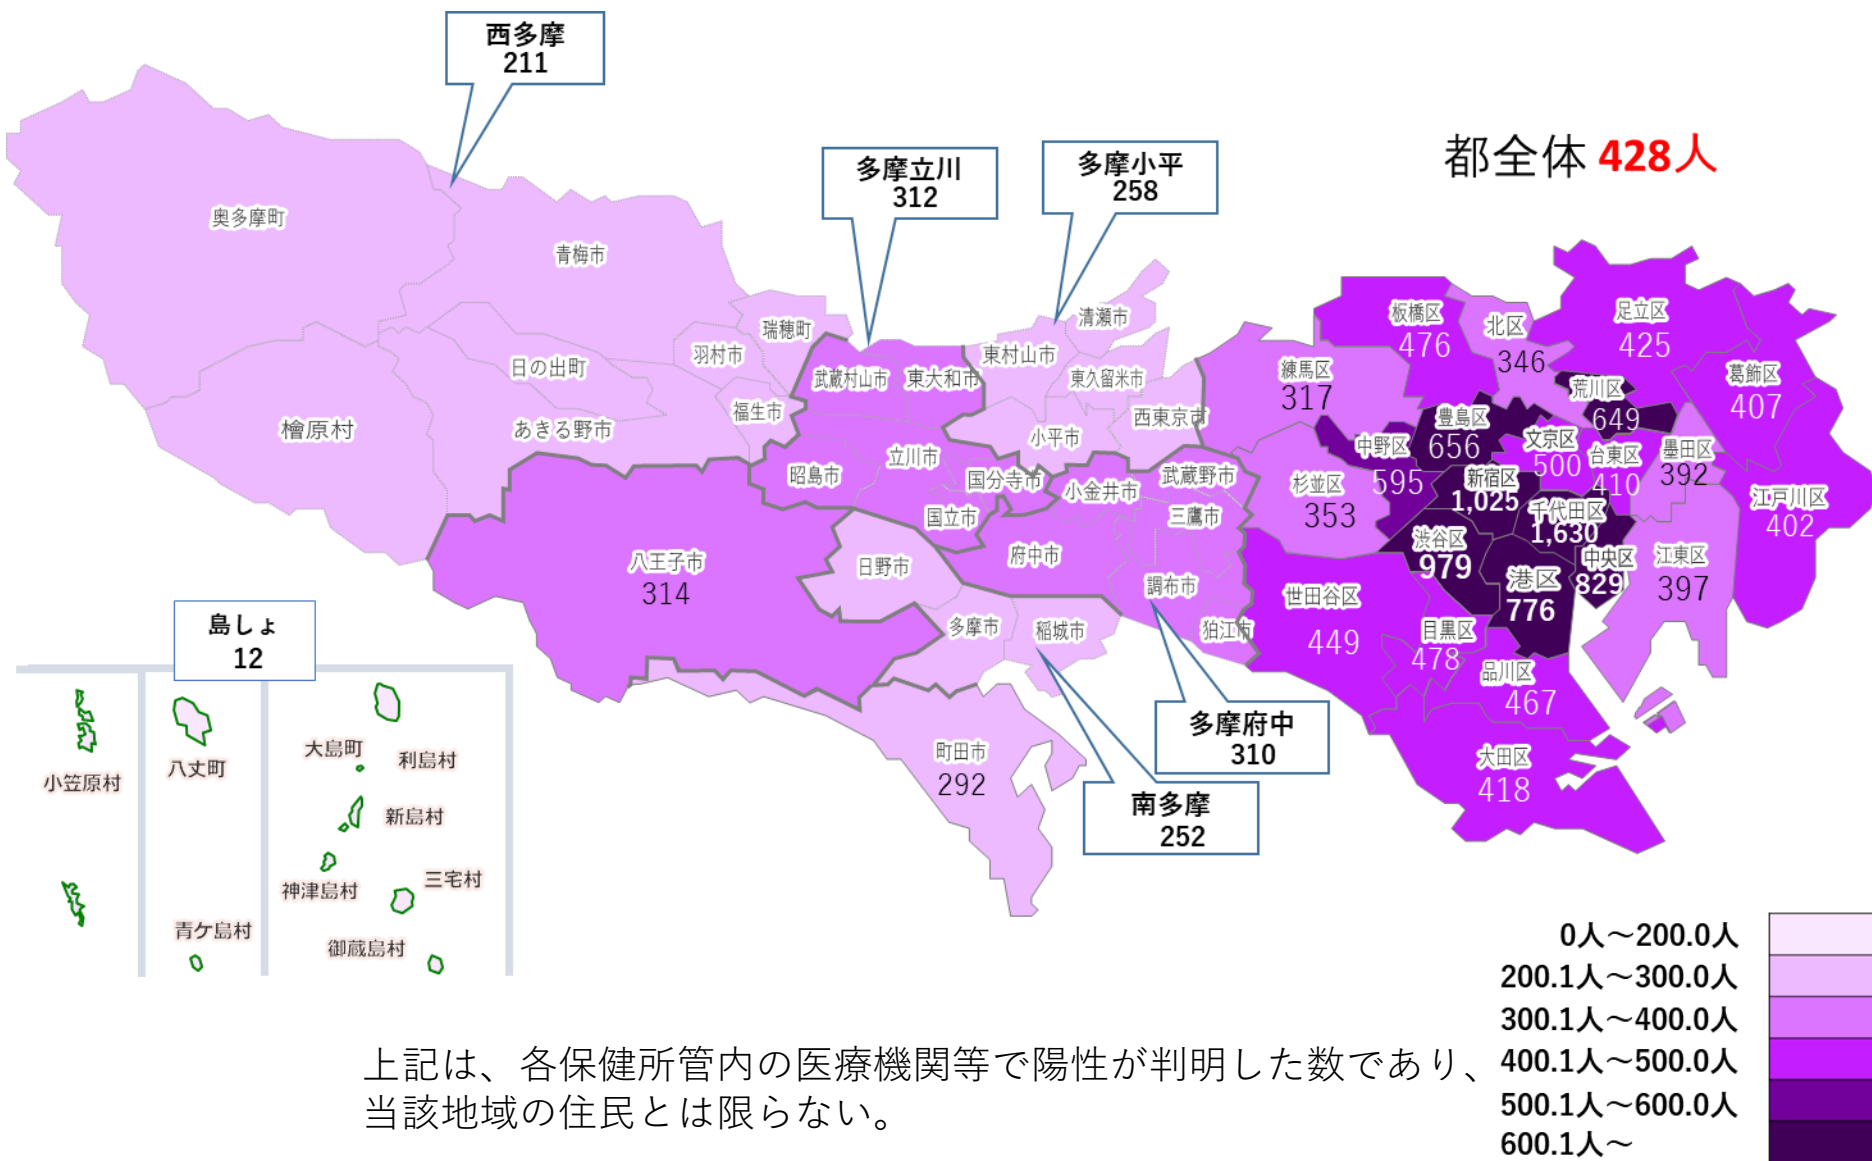 西多摩
211
多摩立川
312
多摩小平
258
都全体 428人
奥多摩町
青梅市
瑞穂町
羽村市
日の出町
福生市
檜原村
あきる野市
武蔵村山市
東大和市
東村山市
清瀬市
東久留米市
西東京市
小平市
昭島市
立川市
国分寺市
国立市
小金井市
武蔵野市
三鷹市
府中市
調布市
狛江市
八王子市
314
日野市
多摩市
稲城市
町田市
292
多摩府中
310
南多摩
252
板橋区
476
北区
346
足立区
425
葛飾区
407
練馬区
317
荒川区
649
豊島区
656
中野区
595
文京区
500
台東区
410
墨田区
392
江戸川区
402
杉並区
353
新宿区
1,025
千代田区
1,630
渋谷区
979
港区
776
中央区
829
江東区
397
世田谷区
449
目黒区
478
品川区
467
大田区
418
島しょ
12
小笠原村
八丈町
青ケ島村
大島町
利島村
新島村
神津島村
三宅村
御蔵島村
0人～200.0人
200.1人～300.0人
300.1人～400.0人
400.1人～500.0人
500.1人～600.0人
600.1人～
上記は、各保健所管内の医療機関等で陽性が判明した数であり、
当該地域の住民とは限らない。